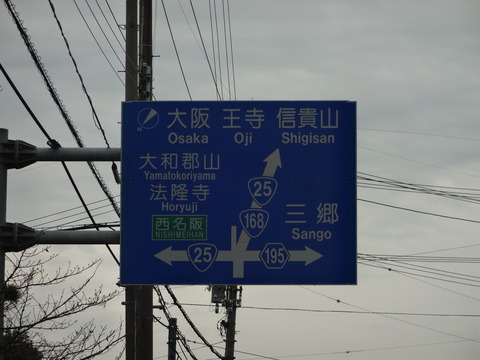 大阪 王寺 信貴山
Osaka Oji Shigisan
大和郡山
Yamatokoriyama
25
法隆寺
Horyuji
168
三郷
西名阪
Sango
NISHIMEIHAN
25 195